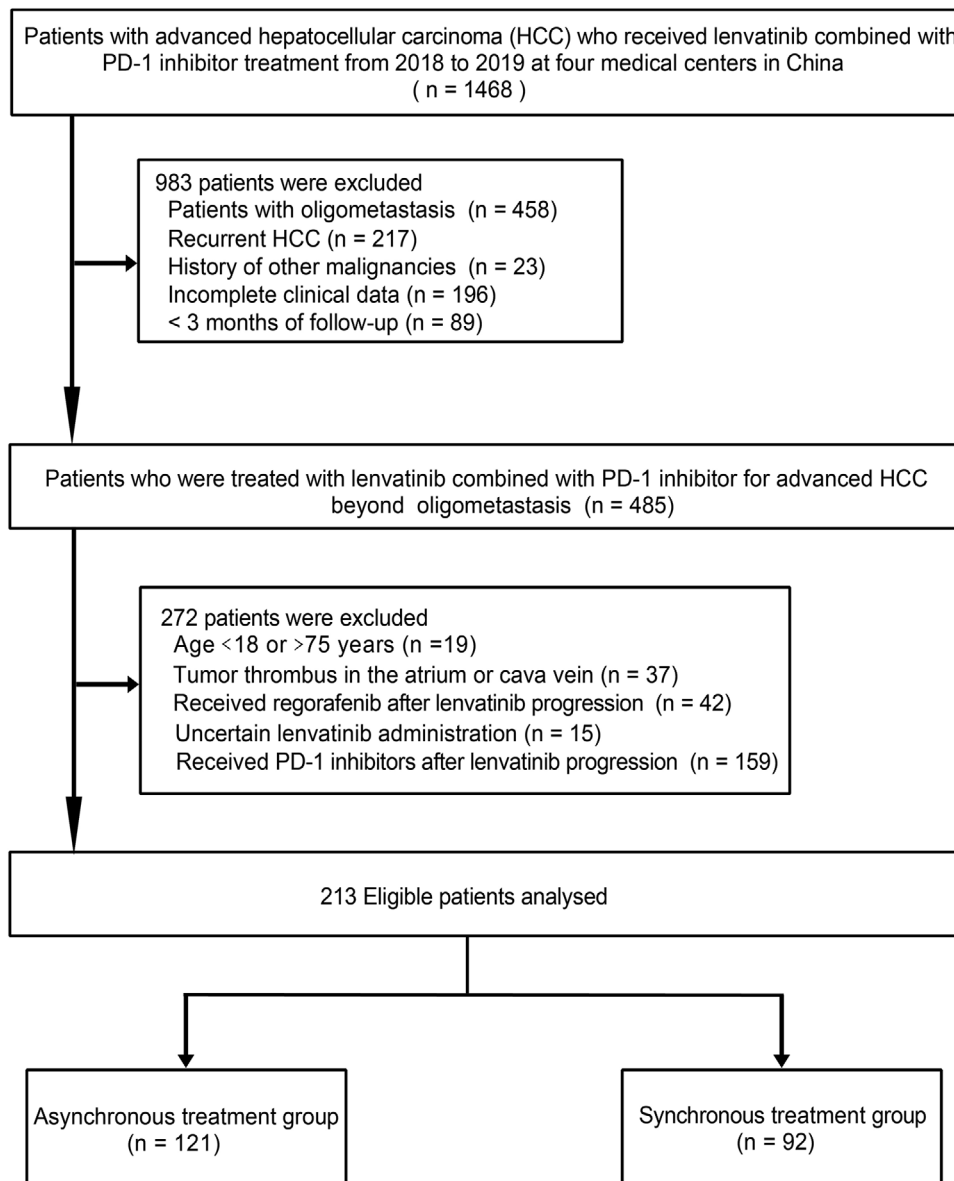 Patients with advanced hepatocellular carcinoma (HCC) who received lenvatinib combined with
PD-1 inhibitor treatment from 2018 to 2019 at four medical centers in China
( n = 1468 )
983 patients were excluded
Patients with oligometastasis (n = 458)
Recurrent HCC (n = 217)
History of other malignancies (n = 23)
Incomplete clinical data (n = 196)
< 3 months of follow-up (n = 89)
Patients who were treated with lenvatinib combined with PD-1 inhibitor for advanced HCC
beyond oligometastasis (n = 485)
272 patients were excluded
Age <18 or >75 years (n =19)
Tumor thrombus in the atrium or cava vein (n = 37)
Received regorafenib after lenvatinib progression (n = 42)
Uncertain lenvatinib administration (n = 15)
Received PD-1 inhibitors after lenvatinib progression (n = 159)
213 Eligible patients analysed
Asynchronous treatment group
(n = 121)
Synchronous treatment group
(n = 92)